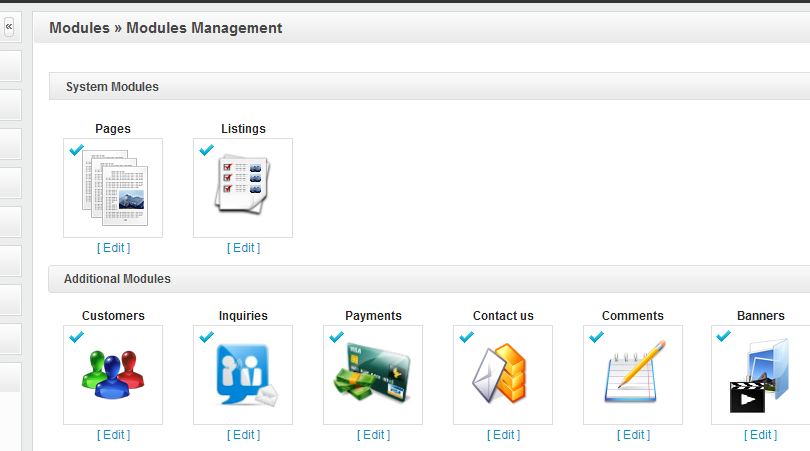 «
Modules » Modules Management
System Modules
Pages Listings
[ Edit ] [ Edit ]
Additional Modules
Customers Inquiries Payments Contact us Comments Banners
VISA
[ Edit ] [ Edit ] [ Edit ] [ Edit ] [ Edit ] [ Edit ]